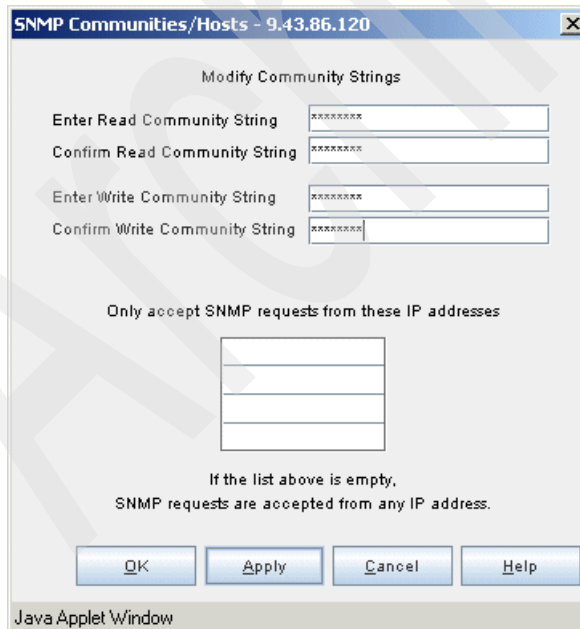 SNMP Communities/Hosts - 9.43.86.120
Modify Community Strings
Enter Read Community String ********
Confirm Read Community String ********
Enter Write Community String ********
Confirm Write Community String ********
Only accept SNMP requests from these IP addresses
If the list above is empty,
SNMP requests are accepted from any IP address.
OK Apply Cancel Help
Java Applet Window